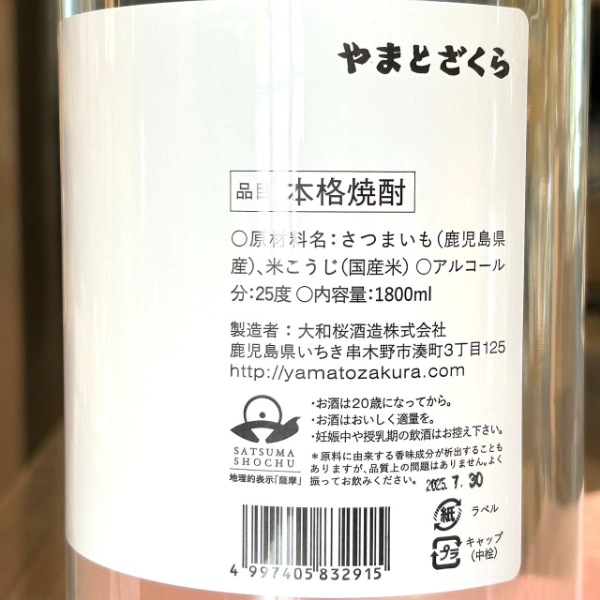 やまとざくら
品目 本格焼酎
○原材料名：さつまいも(鹿児島県
産)、米こうじ(国産米) ○アルコール
分：25度 ○内容量：1800ml
製造者：大和桜酒造株式会社
鹿児島県いちき串木野市湊町3丁目125
http://yamatozakura.com
・お酒は20歳になってから。
・お酒はおいしく適量を。
・妊娠中や授乳期の飲酒はお控え下さい。
SATSUMA
SHOCHU
地理的表示「薩摩」
＊原料に由来する香味成分が析出することも
ありますが、品質上の問題はありません。よく
振ってお飲みください。
2025.7.30
紙 ラベル
プラ キャップ
(中栓)
4 997405 832915